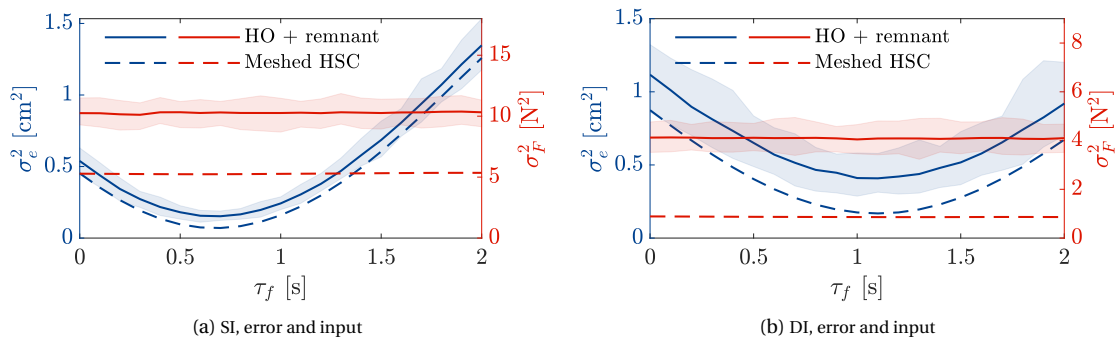 1.5
1
0.5
0
σ²ₑ [cm²]
HO + remnant
Meshed HSC
15
10
5
0
σ²_F [N²]
0 0.5 1 1.5 2
τ_f [s]
(a) SI, error and input
1.5
1
0.5
0
σ²ₑ [cm²]
HO + remnant
Meshed HSC
8
6
4
2
0
σ²_F [N²]
0 0.5 1 1.5 2
τ_f [s]
(b) DI, error and input